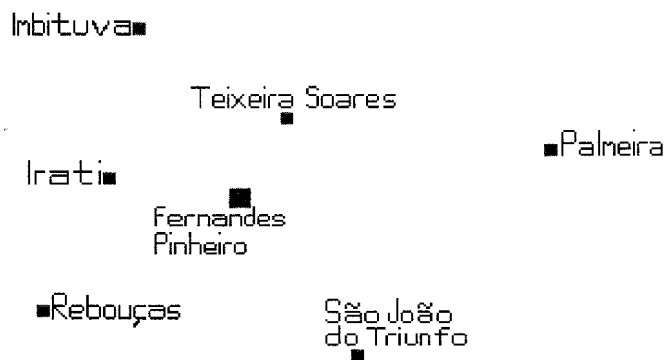 Imbituva
Teixeira Soares
Palmeira
Irati
Fernandes
Pinheiro
Rebouças
São João
do Triunfo